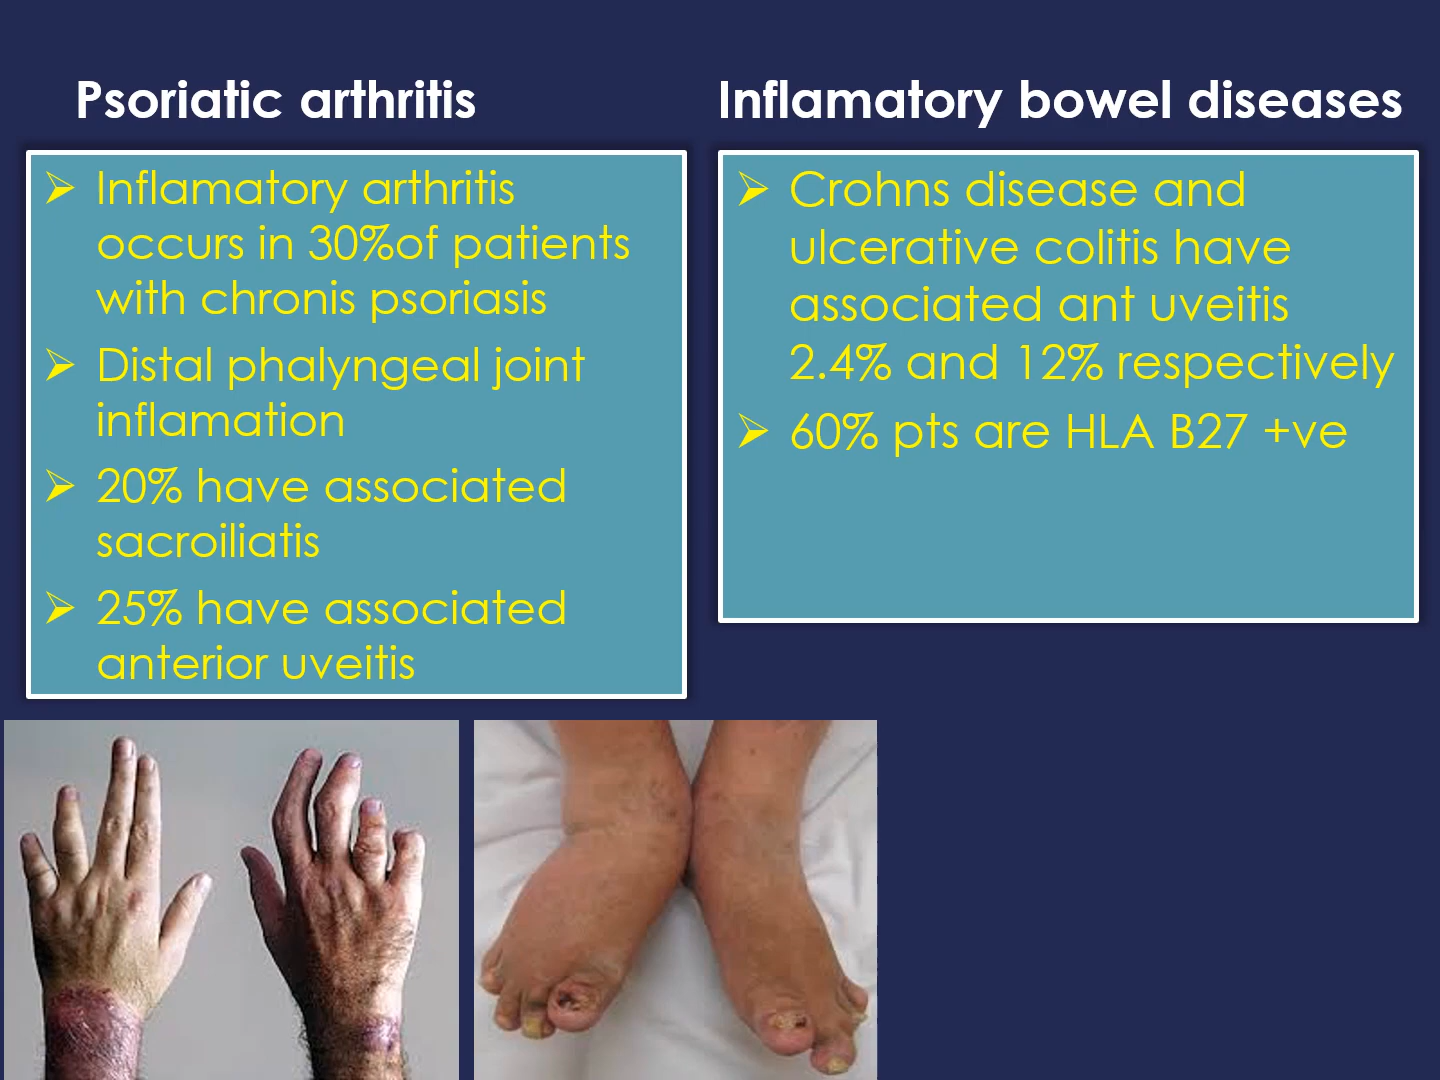 Psoriatic arthritis
➢ Inflamatory arthritis
occurs in 30%of patients
with chronis psoriasis
➢ Distal phalyngeal joint
inflamation
➢ 20% have associated
sacroiliatis
➢ 25% have associated
anterior uveitis
Inflamatory bowel diseases
➢ Crohns disease and
ulcerative colitis have
associated ant uveitis
2.4% and 12% respectively
➢ 60% pts are HLA B27 +ve